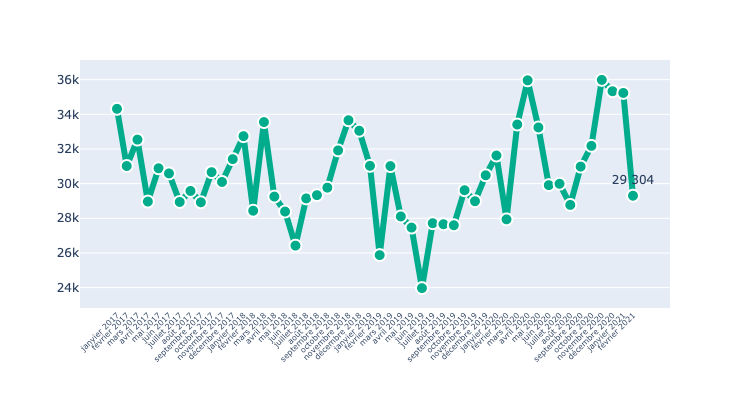 36k
34k
32k
30k
28k
26k
24k
29 304
janvier 2017
février 2017
mars 2017
avril 2017
mai 2017
juin 2017
juillet 2017
août 2017
septembre 2017
octobre 2017
novembre 2017
décembre 2017
janvier 2018
février 2018
mars 2018
avril 2018
mai 2018
juin 2018
juillet 2018
août 2018
septembre 2018
octobre 2018
novembre 2018
décembre 2018
janvier 2019
février 2019
mars 2019
avril 2019
mai 2019
juin 2019
juillet 2019
août 2019
septembre 2019
octobre 2019
novembre 2019
décembre 2019
janvier 2020
février 2020
mars 2020
avril 2020
mai 2020
juin 2020
juillet 2020
août 2020
septembre 2020
octobre 2020
novembre 2020
décembre 2020
janvier 2021
février 2021